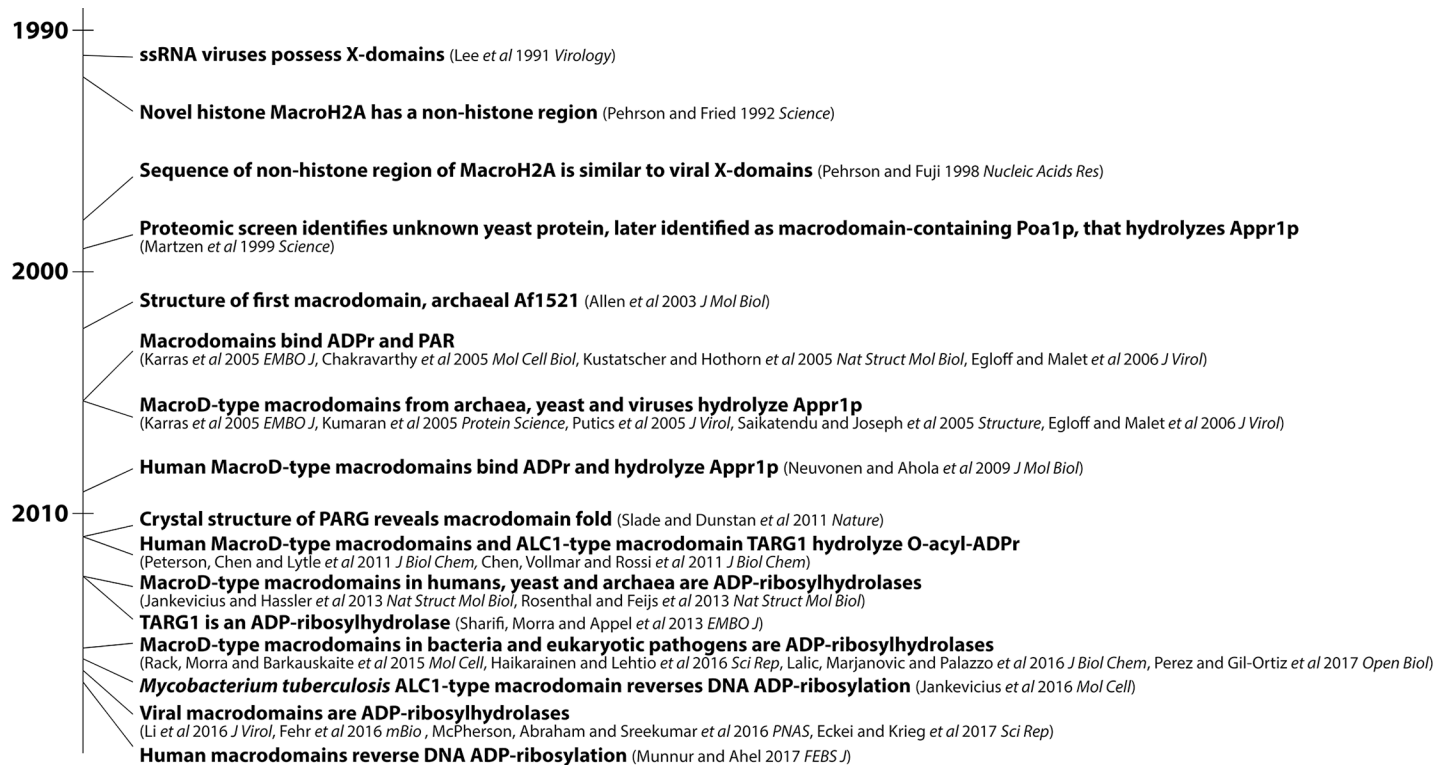 1990
ssRNA viruses possess X-domains (Lee et al 1991 Virology)
Novel histone MacroH2A has a non-histone region (Pehrson and Fried 1992 Science)
Sequence of non-histone region of MacroH2A is similar to viral X-domains (Pehrson and Fuji 1998 Nucleic Acids Res)
Proteomic screen identifies unknown yeast protein, later identified as macrodomain-containing Poa1p, that hydrolyzes Appr1p
(Martzen et al 1999 Science)
2000
Structure of first macrodomain, archaeal Af1521 (Allen et al 2003 J Mol Biol)
Macrodomains bind ADPr and PAR
(Karras et al 2005 EMBO J, Chakravarthy et al 2005 Mol Cell Biol, Kustatscher and Hothorn et al 2005 Nat Struct Mol Biol, Egloff and Malet et al 2006 J Virol)
MacroD-type macrodomains from archaea, yeast and viruses hydrolyze Appr1p
(Karras et al 2005 EMBO J, Kumaran et al 2005 Protein Science, Putics et al 2005 J Virol, Saikatendu and Joseph et al 2005 Structure, Egloff and Malet et al 2006 J Virol)
Human MacroD-type macrodomains bind ADPr and hydrolyze Appr1p (Neuvonen and Ahola et al 2009 J Mol Biol)
2010
Crystal structure of PARG reveals macrodomain fold (Slade and Dunstan et al 2011 Nature)
Human MacroD-type macrodomains and ALC1-type macrodomain TARG1 hydrolyze O-acyl-ADPr
(Peterson, Chen and Lytle et al 2011 J Biol Chem, Chen, Vollmar and Rossi et al 2011 J Biol Chem)
MacroD-type macrodomains in humans, yeast and archaea are ADP-ribosylhydrolases
(Jankevicius and Hassler et al 2013 Nat Struct Mol Biol, Rosenthal and Feijs et al 2013 Nat Struct Mol Biol)
TARG1 is an ADP-ribosylhydrolase (Sharifi, Morra and Appel et al 2013 EMBO J)
MacroD-type macrodomains in bacteria and eukaryotic pathogens are ADP-ribosylhydrolases
(Rack, Morra and Barkauskaite et al 2015 Mol Cell, Haikarainen and Lehtio et al 2016 Sci Rep, Lalic, Marjanovic and Palazzo et al 2016 J Biol Chem, Perez and Gil-Ortiz et al 2017 Open Biol)
Mycobacterium tuberculosis ALC1-type macrodomain reverses DNA ADP-ribosylation (Jankevicius et al 2016 Mol Cell)
Viral macrodomains are ADP-ribosylhydrolases
(Li et al 2016 J Virol, Fehr et al 2016 mBio , McPherson, Abraham and Sreekumar et al 2016 PNAS, Eckei and Krieg et al 2017 Sci Rep)
Human macrodomains reverse DNA ADP-ribosylation (Munnur and Ahel 2017 FEBS J)